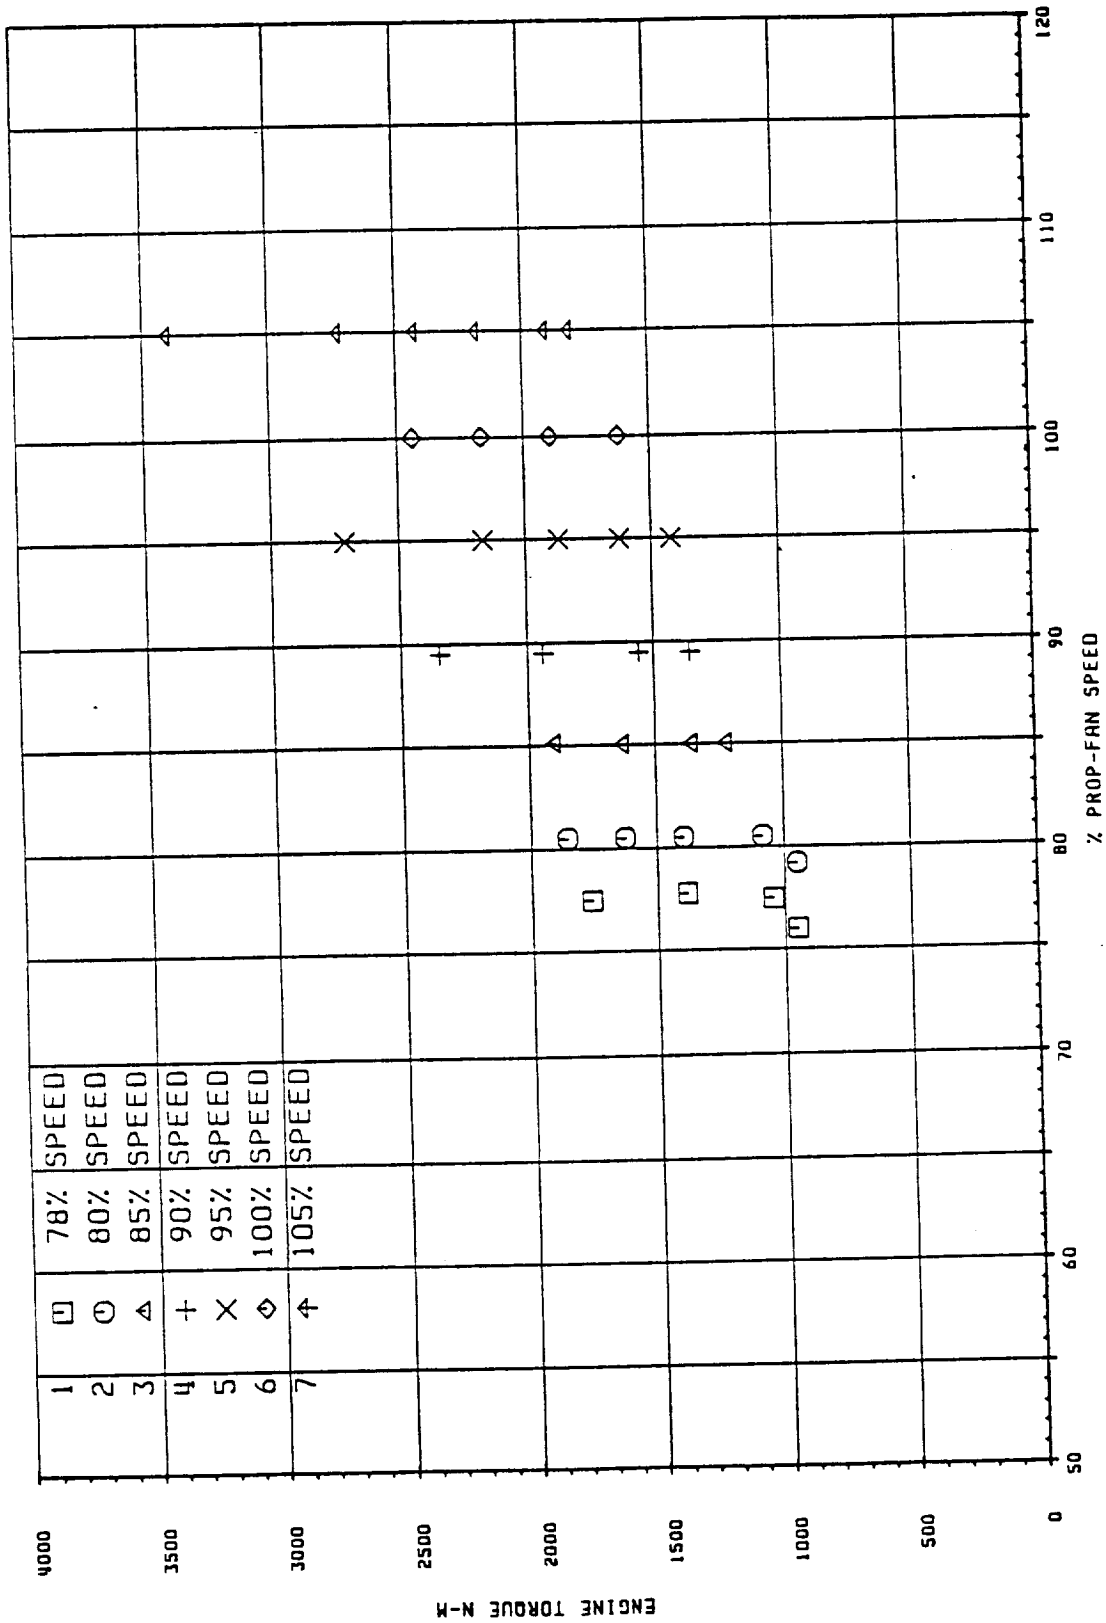 1 78% SPEED
2 80% SPEED
3 85% SPEED
4 90% SPEED
5 95% SPEED
6 100% SPEED
7 105% SPEED
ENGINE TORQUE N-M
4000
3500
3000
2500
2000
1500
1000
500
0
50 60 70 80 90 100 110 120
% PROP-FAN SPEED